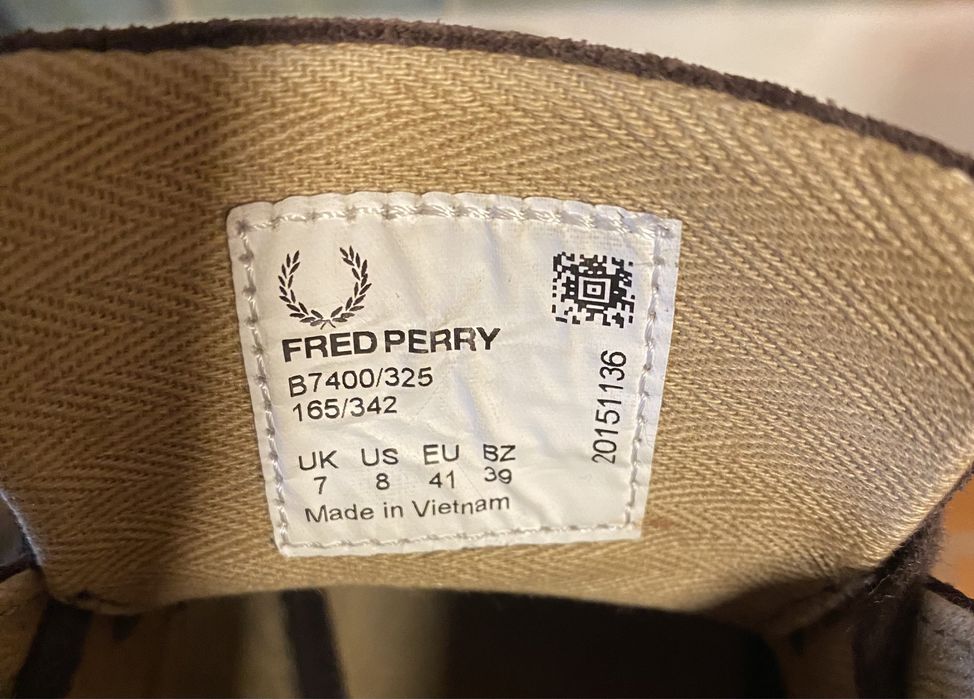 FRED PERRY
B7400/325
165/342
UK US EU BZ
7 8 41 39
Made in Vietnam
20151136